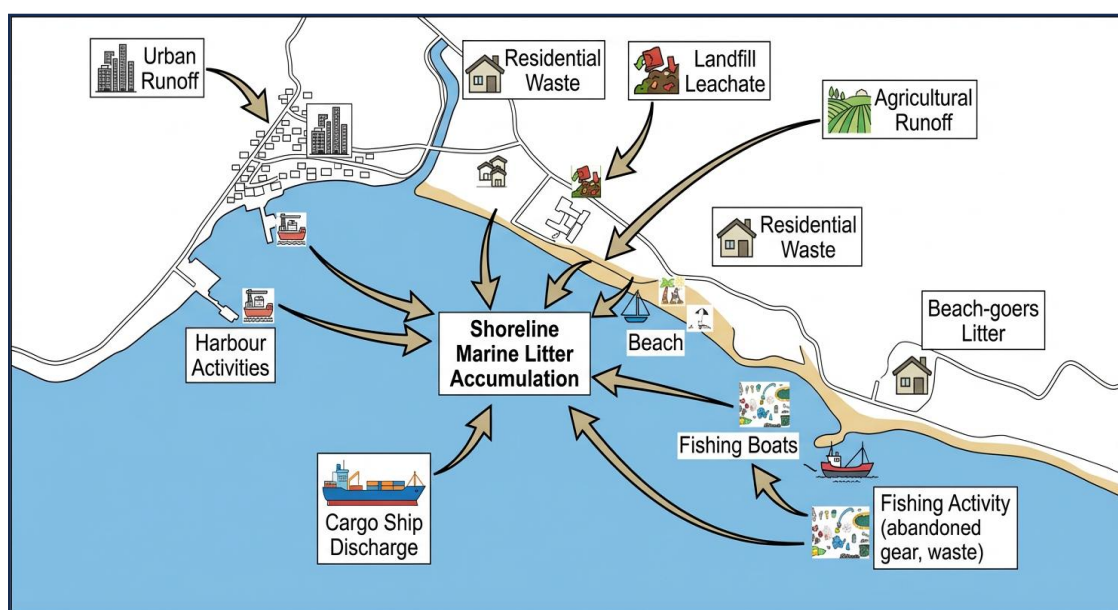 Urban
Runoff
Residential
Waste
Landfill
Leachate
Agricultural
Runoff
Residential
Waste
Beach-goers
Litter
Harbour
Activities
Shoreline
Marine Litter
Accumulation
Beach
Fishing Boats
Cargo Ship
Discharge
Fishing Activity
(abandoned
gear, waste)